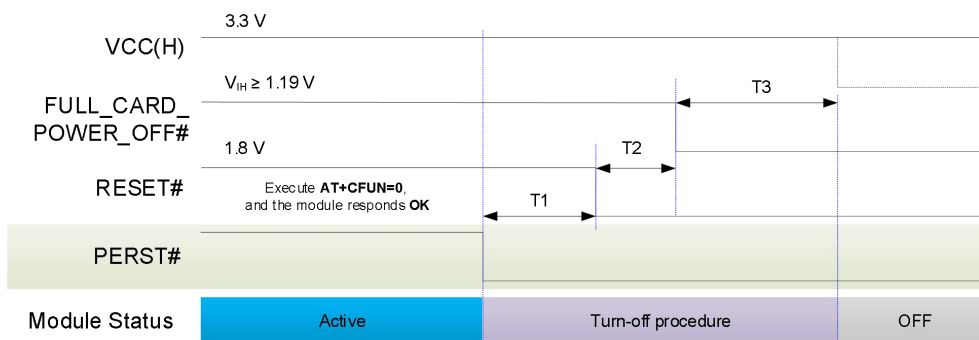 3.3 V
VCC(H)
V_IH ≥ 1.19 V
T3
FULL_CARD_
POWER_OFF#
1.8 V
T2
RESET#
Execute AT+CFUN=0,
and the module responds OK
T1
PERST#
Module Status
Active
Turn-off procedure
OFF